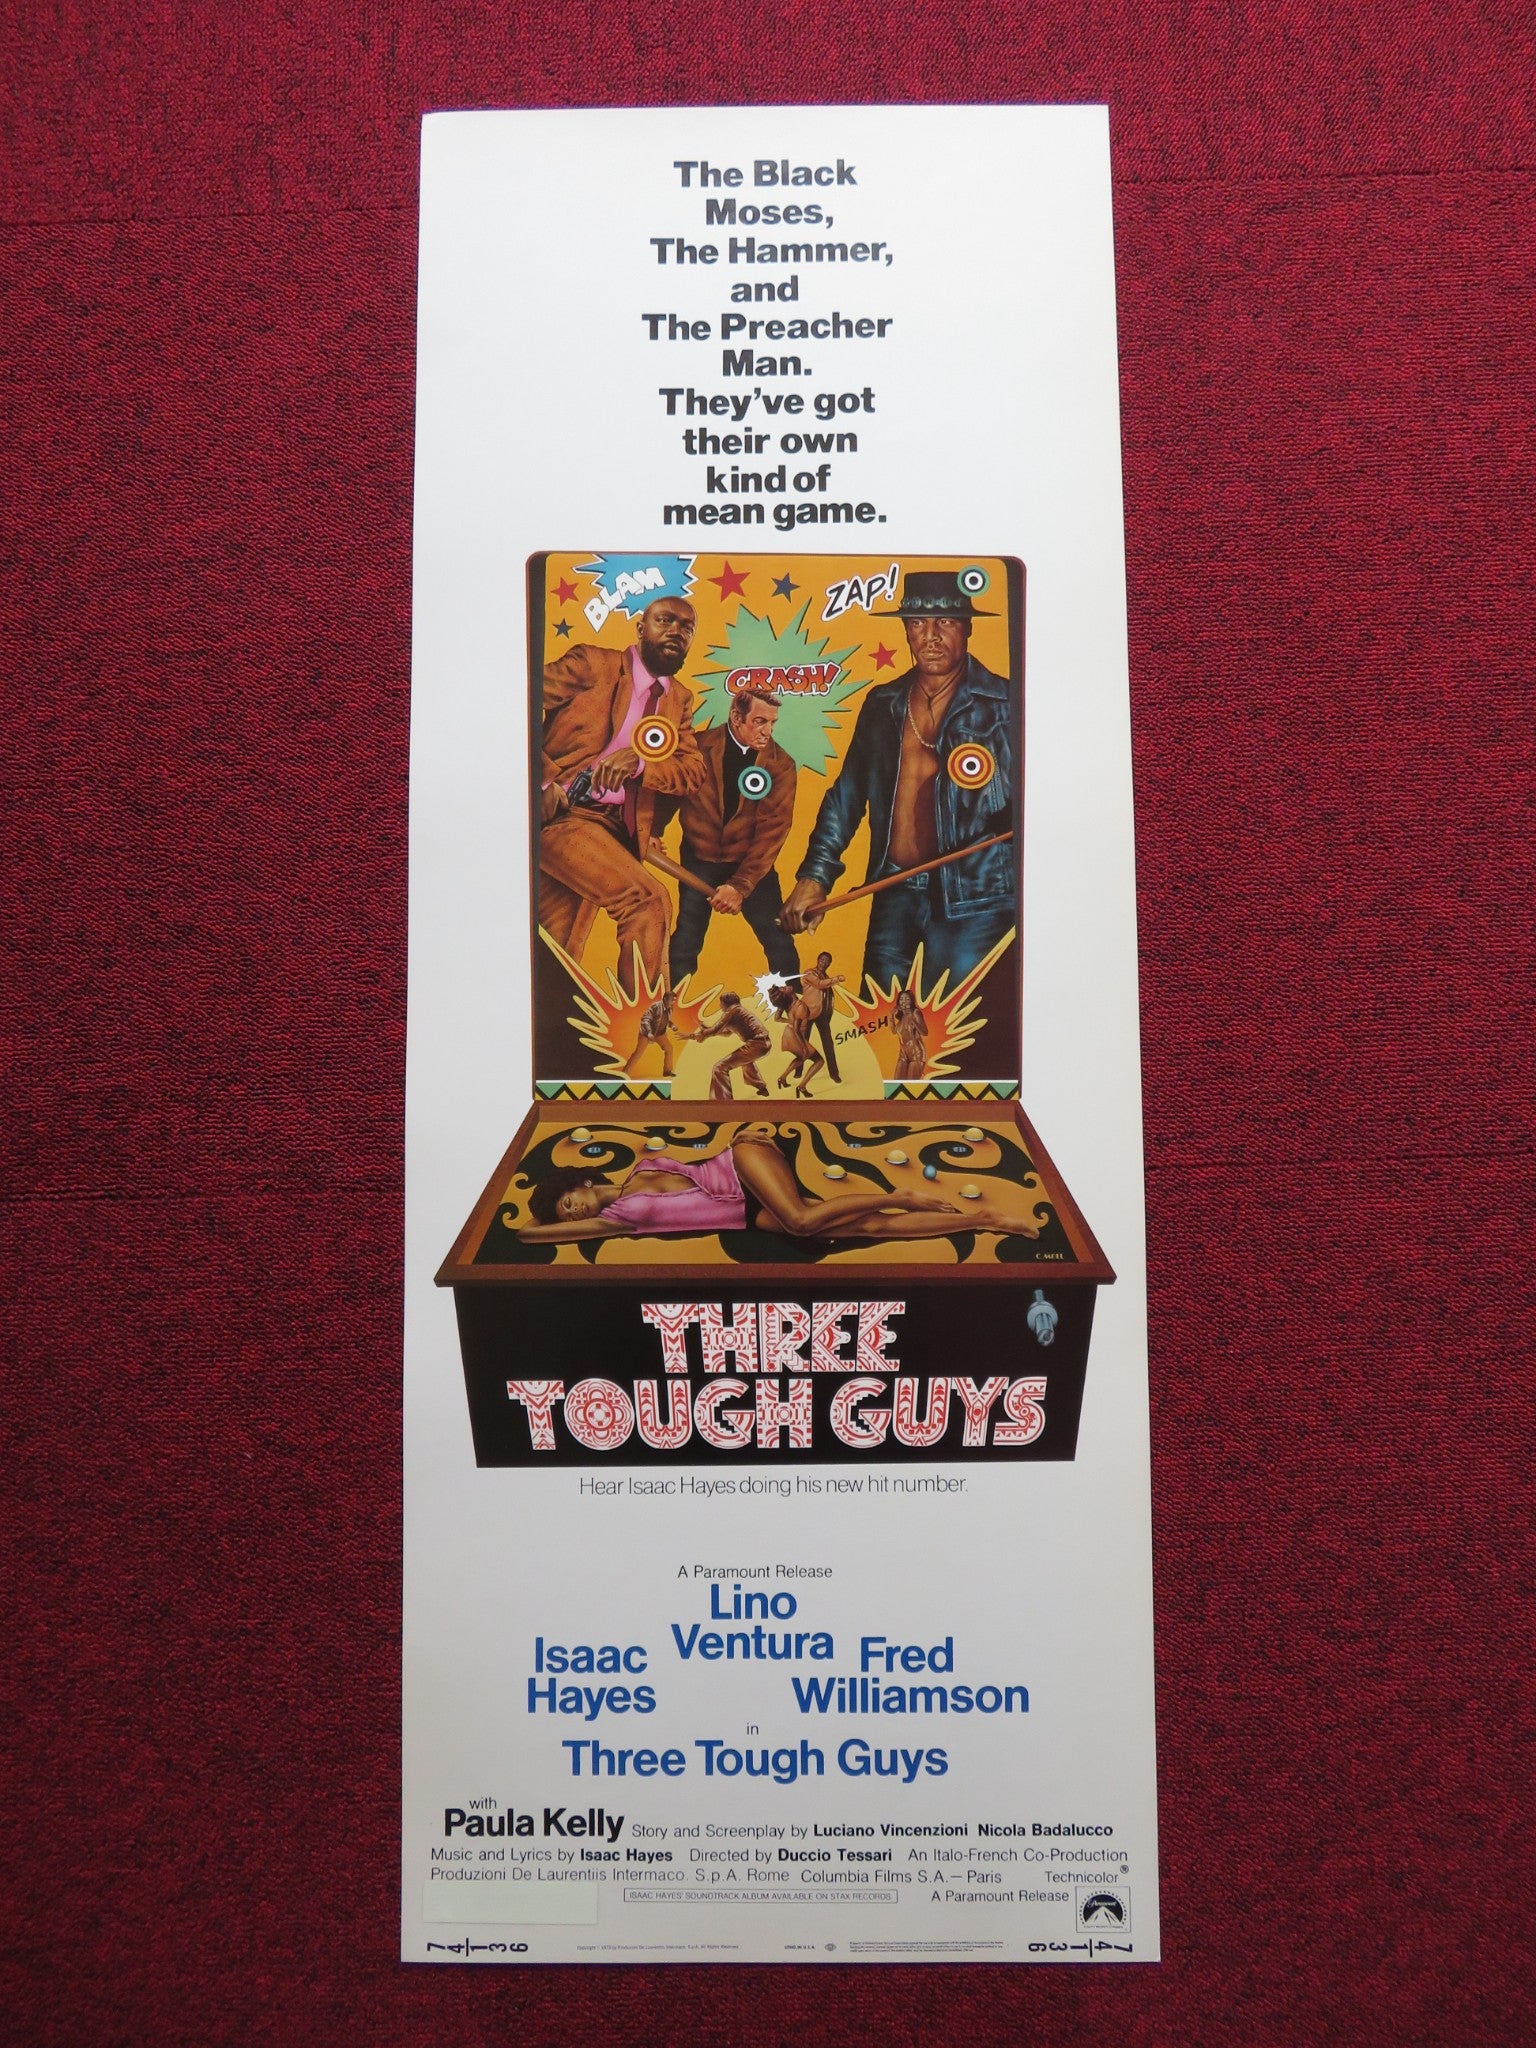 The Black
Moses,
The Hammer,
and
The Preacher
Man.
They've got
their own
kind of
mean game.
BLAM
ZAP!
CRASH!
SMASH
THREE
TOUGH GUYS
Hear Isaac Hayes doing his new hit number.
A Paramount Release
Lino
Ventura
Isaac
Hayes
Fred
Williamson
in
Three Tough Guys
with
Paula Kelly Story and Screenplay by Luciano Vincenzioni Nicola Badalucco
Music and Lyrics by Isaac Hayes Directed by Duccio Tessari An Italo-French Co-Production
Produzioni De Laurentiis Intermaco. S.p.A. Rome Columbia Films S.A.— Paris Technicolor®
ISAAC HAYES' SOUNDTRACK ALBUM AVAILABLE ON STAX RECORDS. A Paramount Release
Paramount
74/136
74/136